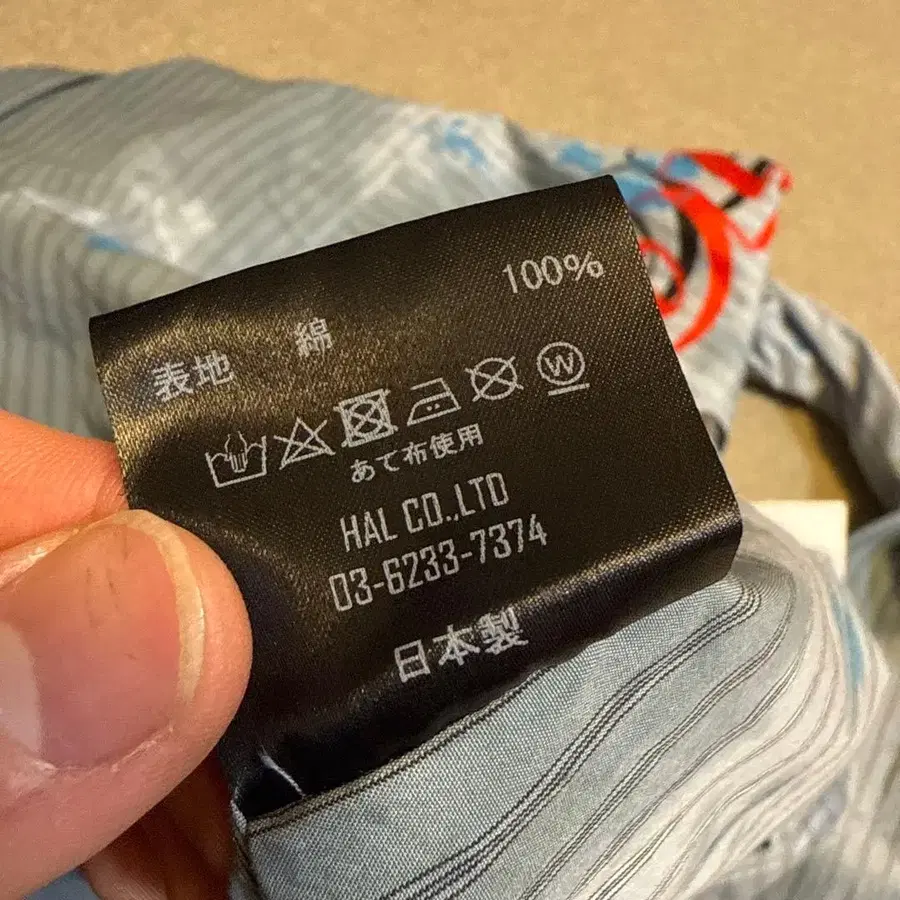 表地 綿 100%
W
あて布使用
HAL CO.,LTD
03-6233-7374
日本製